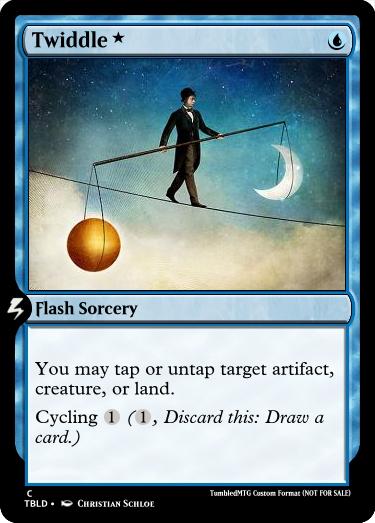 Twiddle ★
Flash Sorcery
You may tap or untap target artifact,
creature, or land.
Cycling 1 (1, Discard this: Draw a
card.)
C
TBLD • Christian Schloe
TumbledMTG Custom Format (NOT FOR SALE)